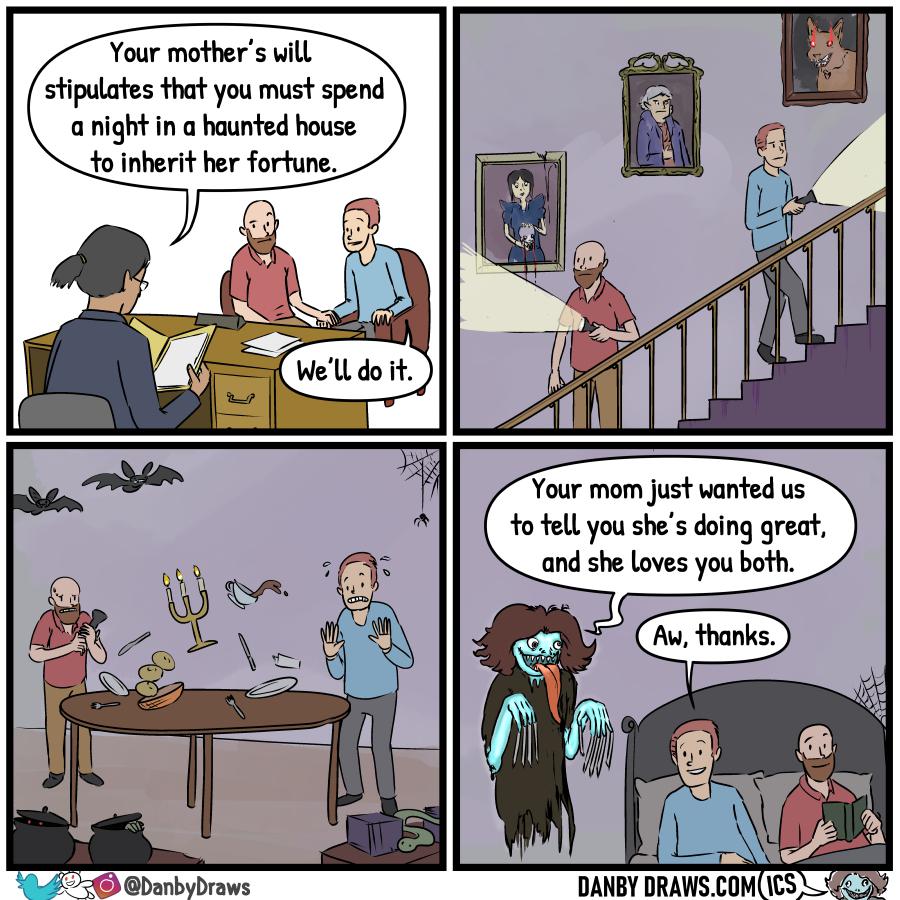 Your mother's will
stipulates that you must spend
a night in a haunted house
to inherit her fortune.
We'll do it.
Your mom just wanted us
to tell you she's doing great,
and she loves you both.
Aw, thanks.
@DanbyDraws
DANBY DRAWS.COM(ICS